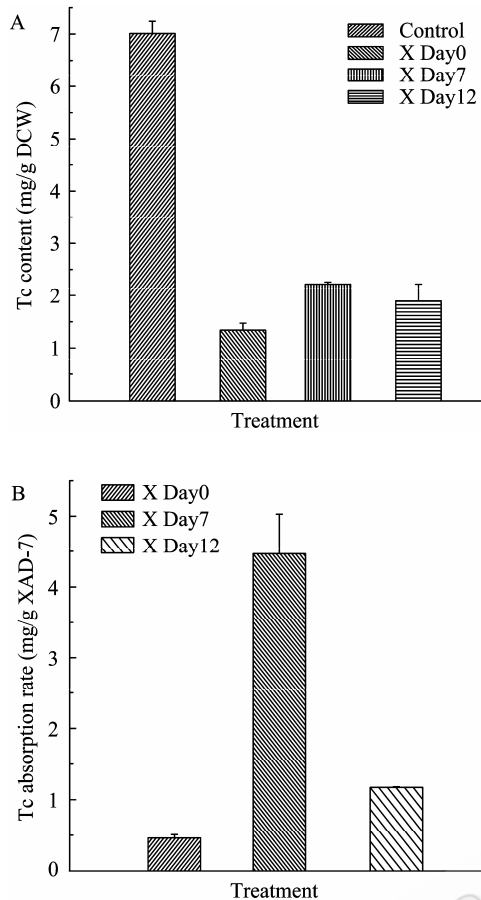 A
Control
X Day0
X Day7
X Day12
7
6
5
4
3
2
1
0
Tc content (mg/g DCW)
Treatment
B
X Day0
X Day7
X Day12
5
4
3
2
1
0
Tc absorption rate (mg/g XAD-7)
Treatment